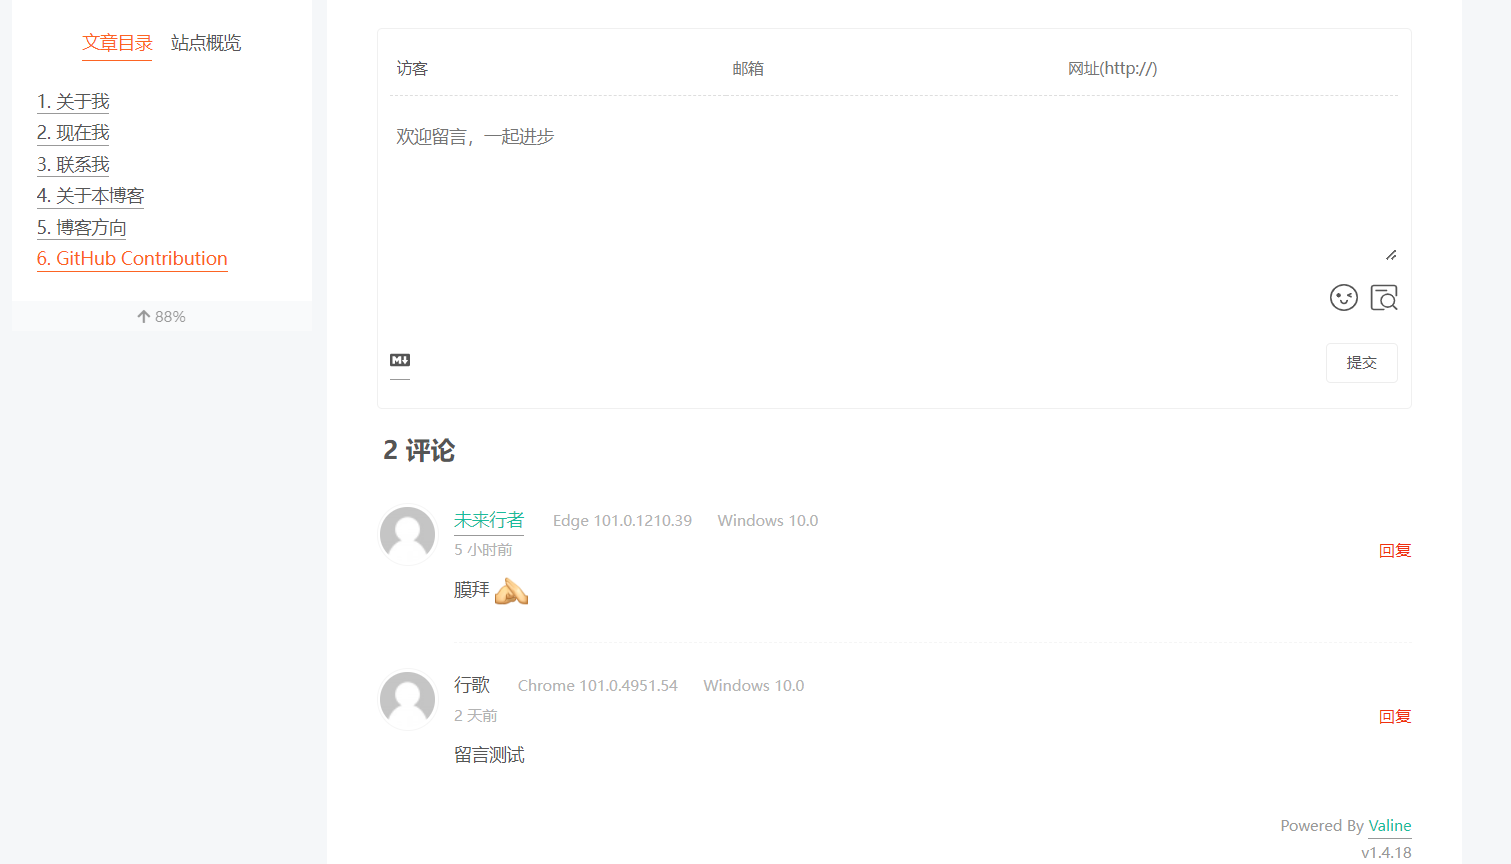 文章目录 站点概览
1. 关于我
2. 现在我
3. 联系我
4. 关于本博客
5. 博客方向
6. GitHub Contribution
88%
访客 邮箱 网址(http://)
欢迎留言，一起进步
M
提交
2 评论
未来行者 Edge 101.0.1210.39 Windows 10.0
5 小时前 回复
膜拜
行歌 Chrome 101.0.4951.54 Windows 10.0
2 天前 回复
留言测试
Powered By Valine
v1.4.18